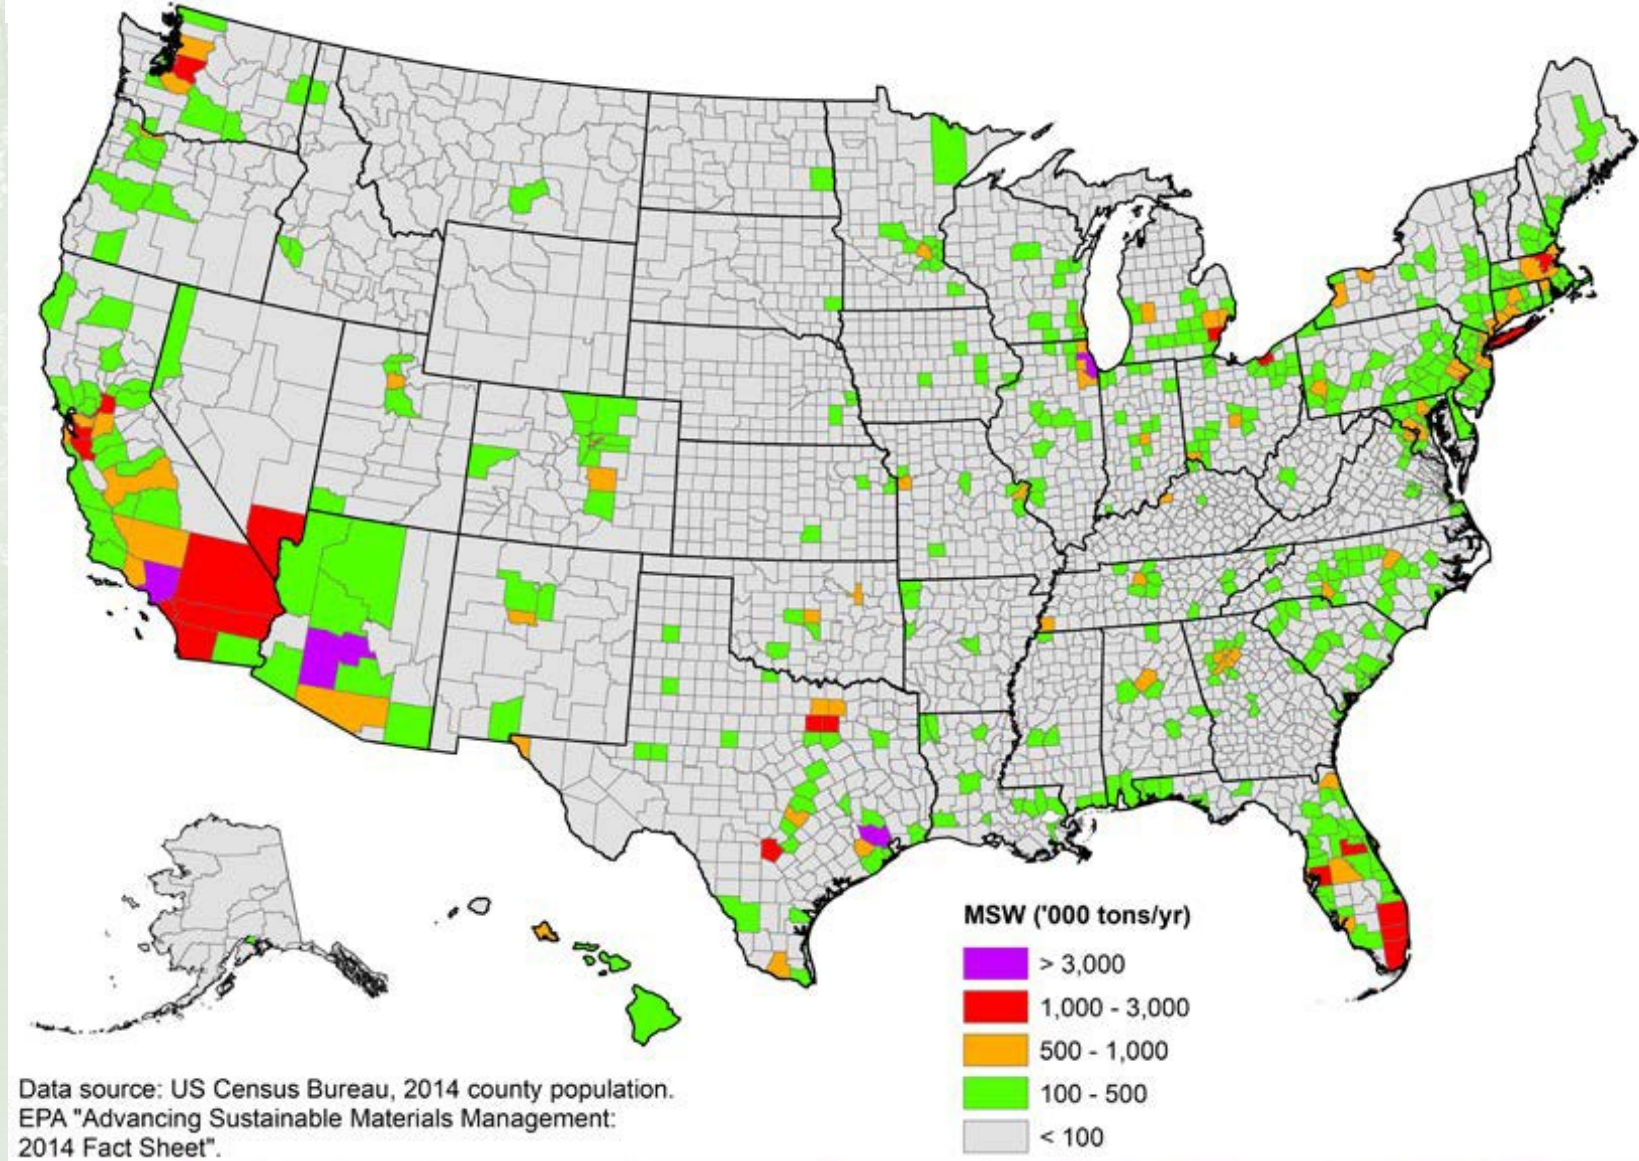 MSW ('000 tons/yr)
> 3,000
1,000 - 3,000
500 - 1,000
100 - 500
< 100
Data source: US Census Bureau, 2014 county population.
EPA "Advancing Sustainable Materials Management:
2014 Fact Sheet".